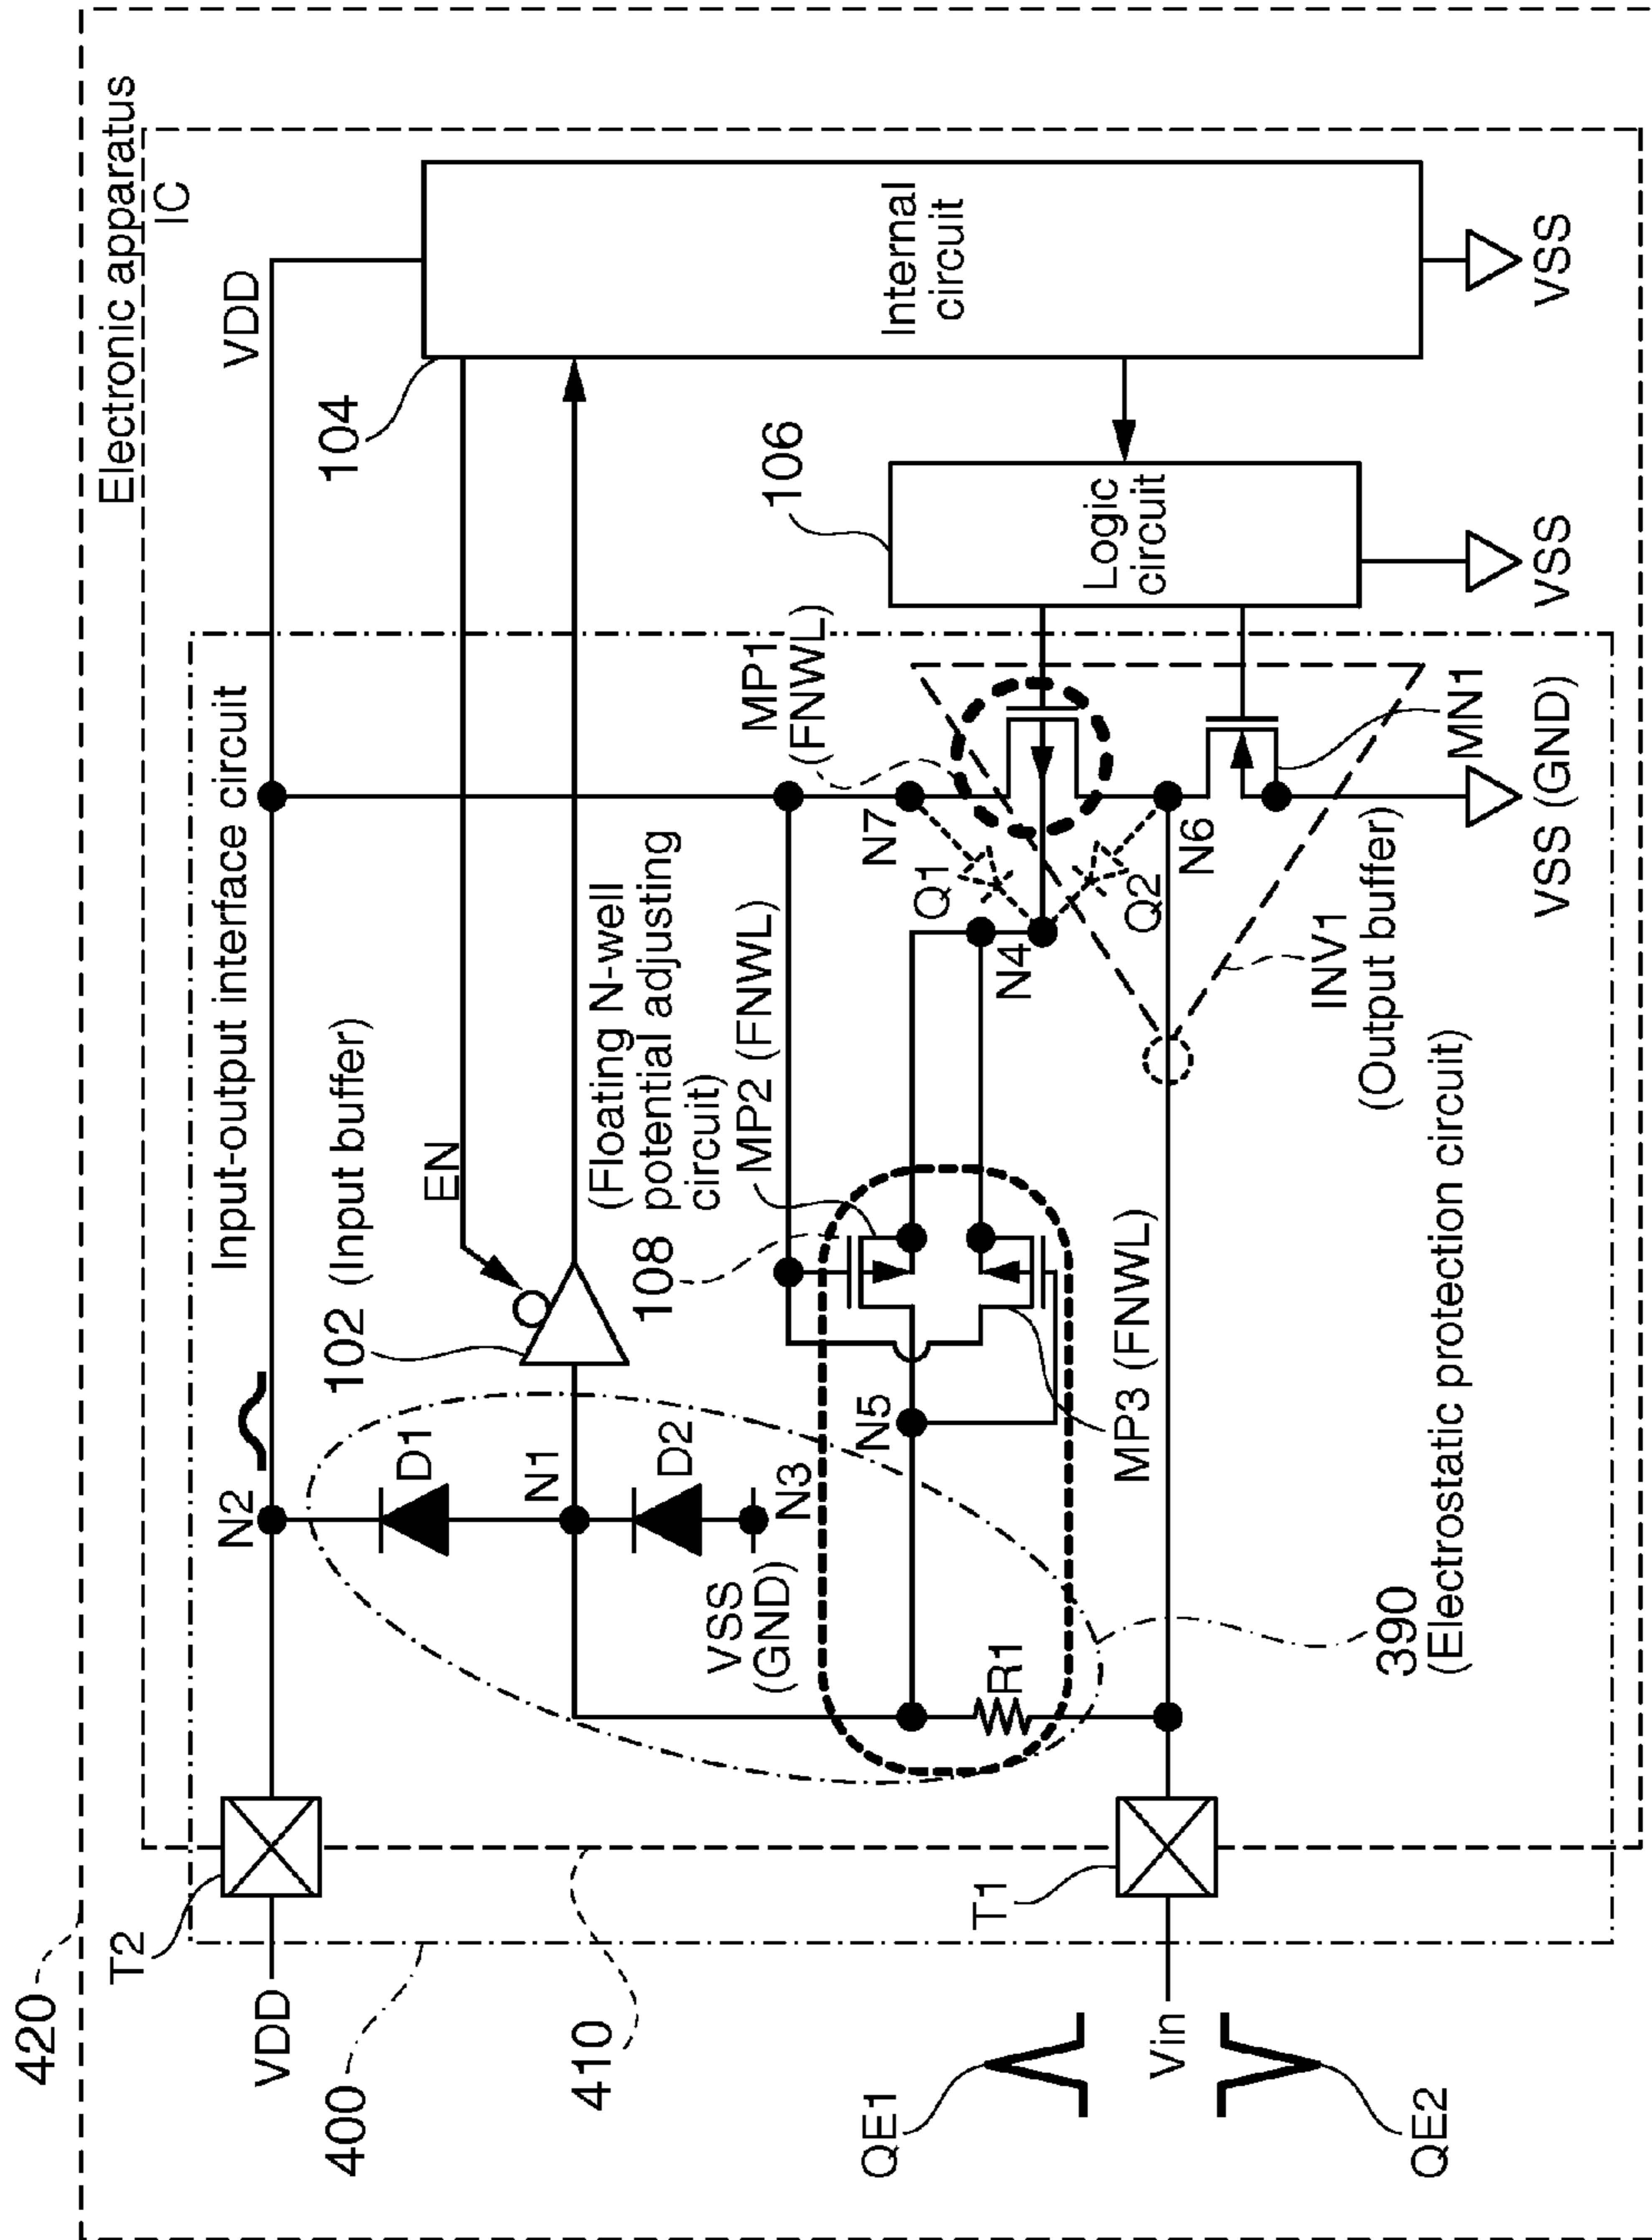 420
Electronic apparatus
IC
T2
VDD
N2
Input-output interface circuit
VDD
400
410
104
EN
102 (Input buffer)
D1
N1
D2
N3
VSS
(GND)
108
(Floating N-well
potential adjusting
circuit)
MP2 (FNWL)
MP1
(FNWL)
106
Internal
circuit
N7
Q1
N4
N5
R1
MP3 (FNWL)
Q2
N6
Logic
circuit
QE1
Vin
QE2
T1
INV1
(Output buffer)
MN1
390
(Electrostatic protection circuit)
VSS (GND)
VSS
VSS